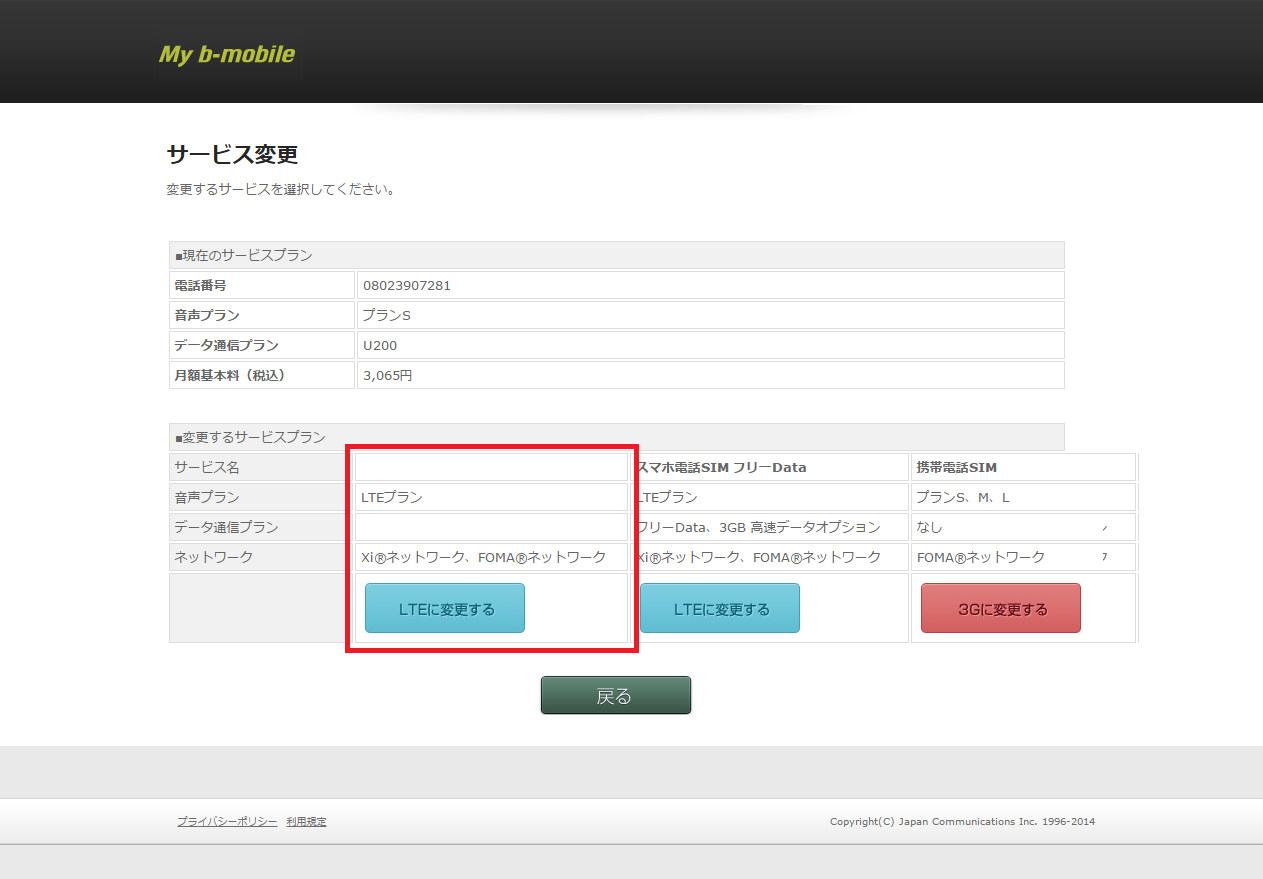 My b-mobile
サービス変更
変更するサービスを選択してください。
■現在のサービスプラン
電話番号 08023907281
音声プラン プランS
データ通信プラン U200
月額基本料（税込） 3,065円
■変更するサービスプラン
サービス名 スマホ電話SIM フリーData 携帯電話SIM
音声プラン LTEプラン LTEプラン プランS、M、L
データ通信プラン フリーData、3GB 高速データオプション なし
ネットワーク Xi®ネットワーク、FOMA®ネットワーク Xi®ネットワーク、FOMA®ネットワーク FOMA®ネットワーク
LTEに変更する LTEに変更する 3Gに変更する
戻る
プライバシーポリシー 利用規定 Copyright(C) Japan Communications Inc. 1996-2014